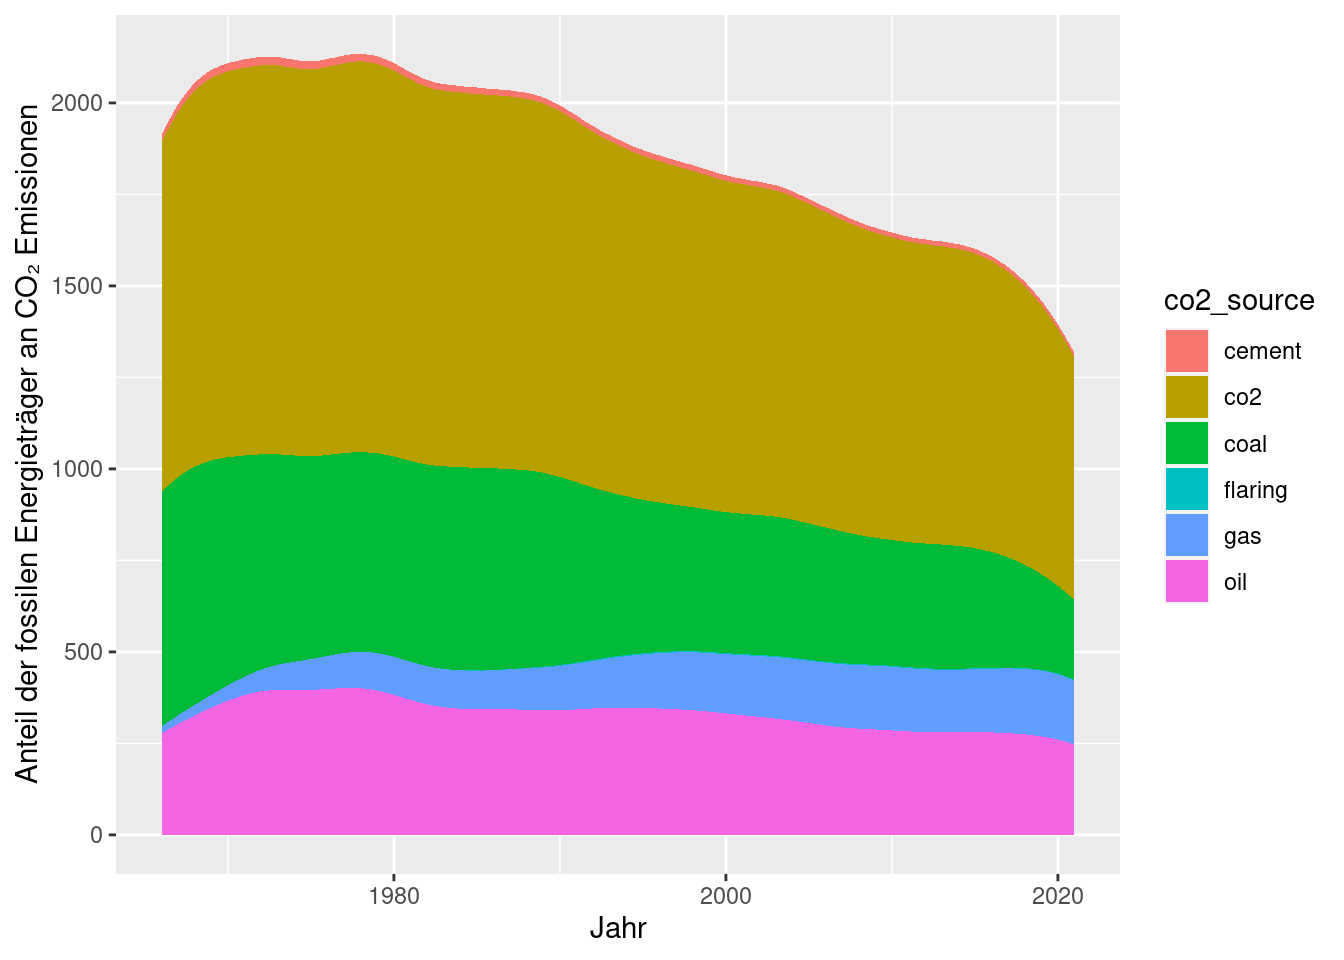 Anteil der fossilen Energieträger an CO₂ Emissionen
2000
1500
1000
500
0
1980
2000
2020
Jahr
co2_source
cement
co2
coal
flaring
gas
oil